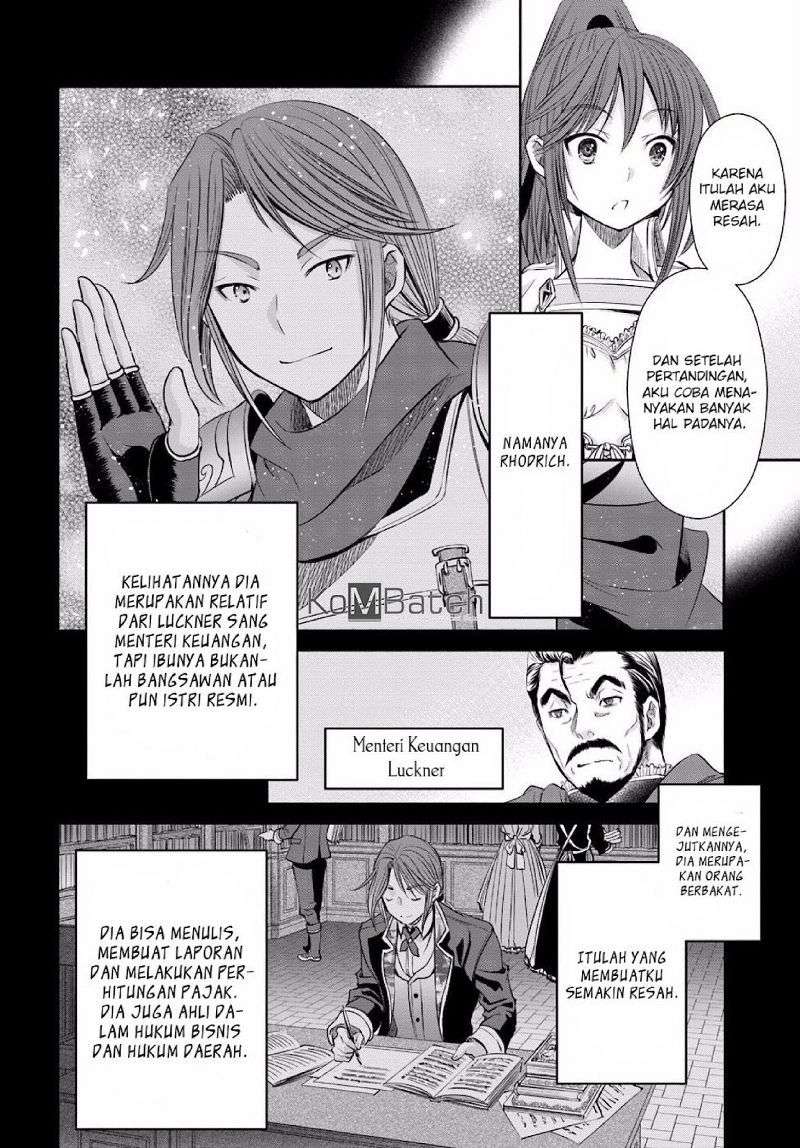 KARENA
ITULAH AKU
MERASA
RESAH.
DAN SETELAH
PERTANDINGAN,
AKU COBA MENA-
NYAKAN BANYAK
HAL PADANYA.
NAMANYA
RHODRICH.
KELIHATANNYA DIA
MERUPAKAN RELATIF
DARI LUCKNER SANG
MENTERI KEUANGAN,
TAPI IBUNYA BUKAN-
LAH BANGSAWAN ATAU
PUN ISTRI RESMI.
KoMBatch
Menteri Keuangan
Luckner
DAN MENGE-
JUTKANNYA,
DIA MERUPA-
KAN ORANG
BERBAKAT.
DIA BISA MENULIS,
MEMBUAT LAPORAN
DAN MELAKUKAN PER-
HITUNGAN PAJAK.
DIA JUGA AHLI DA-
LAM HUKUM BISNIS
DAN HUKUM DAERAH.
ITULAH YANG
MEMBUATKU
SEMAKIN RESAH.